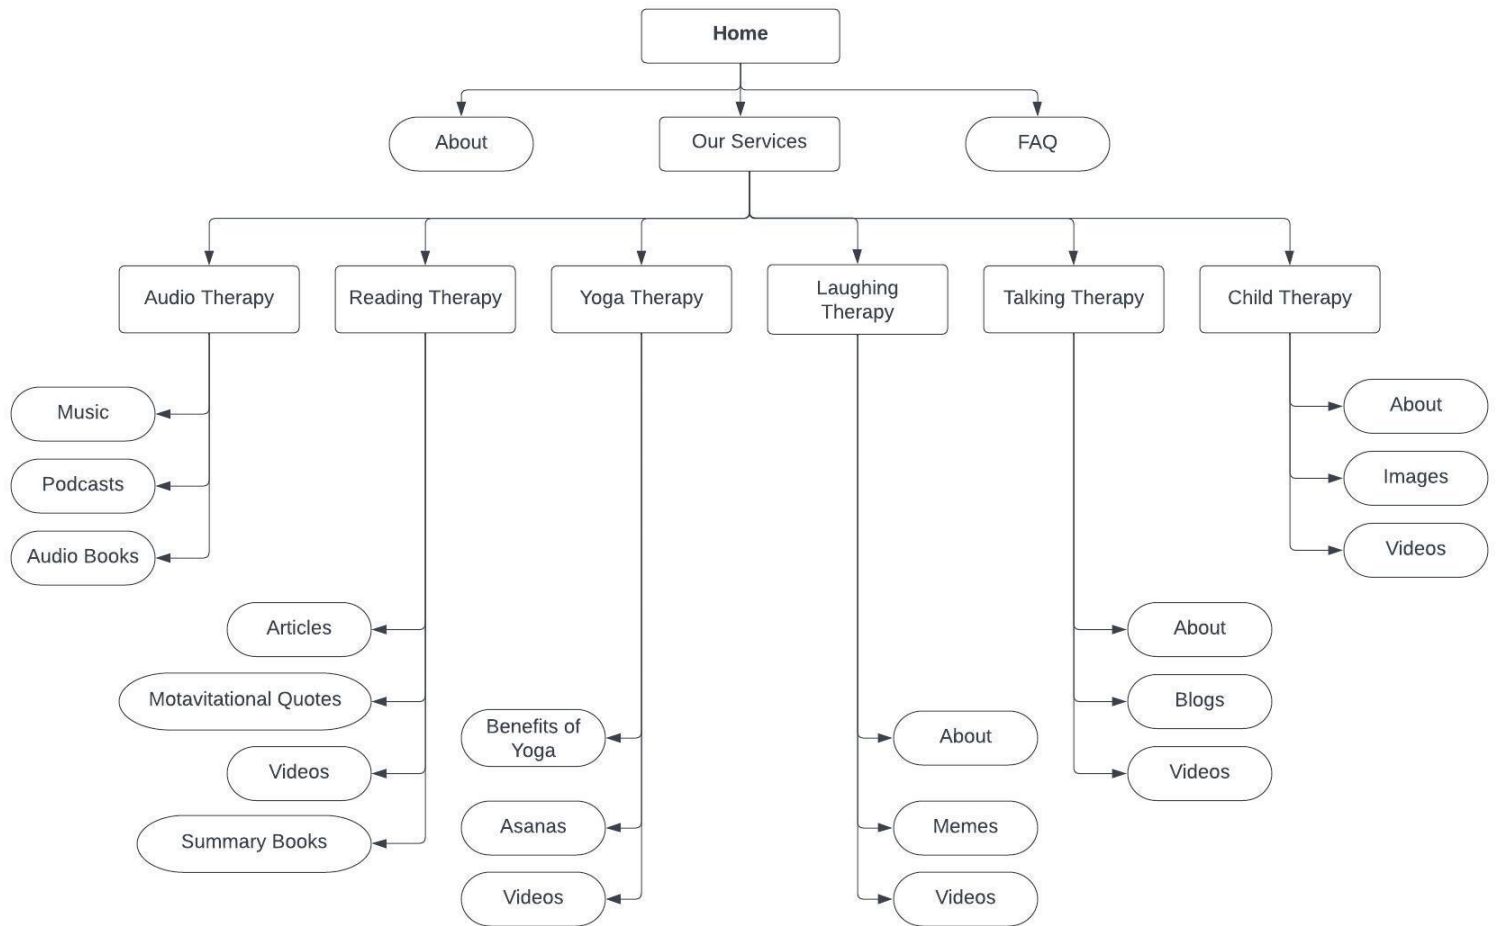 Home
About
Our Services
FAQ
Audio Therapy
Reading Therapy
Yoga Therapy
Laughing
Therapy
Talking Therapy
Child Therapy
Music
Podcasts
Audio Books
Articles
Motavitational Quotes
Videos
Summary Books
Benefits of
Yoga
Asanas
Videos
About
Memes
Videos
About
Blogs
Videos
About
Images
Videos